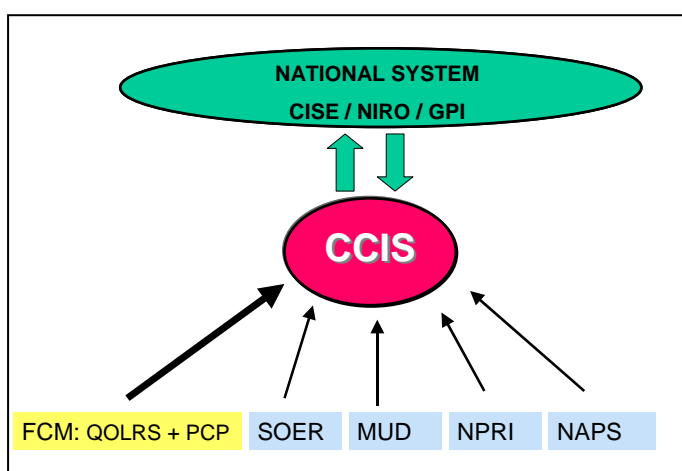 NATIONAL SYSTEM
CISE / NIRO / GPI
CCIS
FCM: QOLRS + PCP
SOER
MUD
NPRI
NAPS